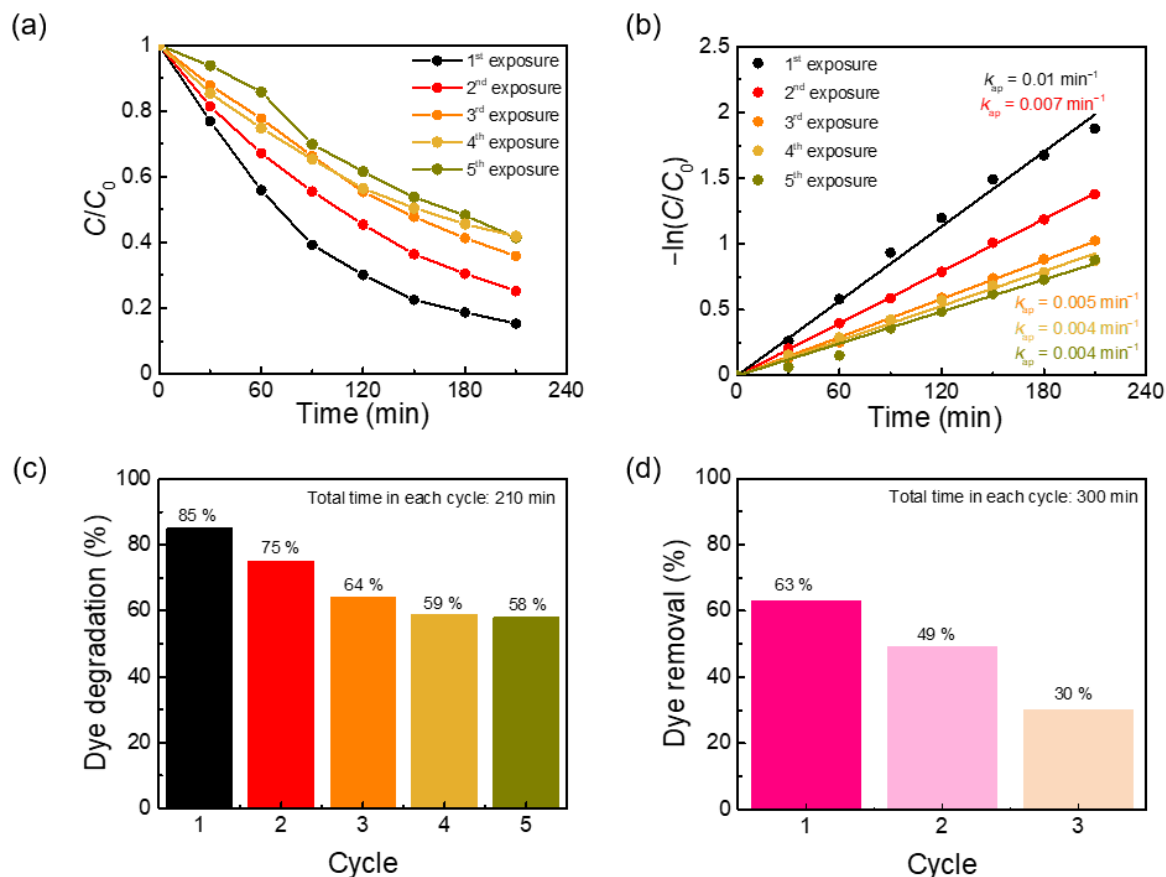 (a)
1
0.8
0.6
0.4
0.2
0
C/C₀
0
60
120
180
240
Time (min)
1ˢᵗ exposure
2ⁿᵈ exposure
3ʳᵈ exposure
4ᵗʰ exposure
5ᵗʰ exposure
(b)
2.5
2
1.5
1
0.5
0
−ln(C/C₀)
0
60
120
180
240
Time (min)
1ˢᵗ exposure
2ⁿᵈ exposure
3ʳᵈ exposure
4ᵗʰ exposure
5ᵗʰ exposure
kap = 0.01 min⁻¹
kap = 0.007 min⁻¹
kap = 0.005 min⁻¹
kap = 0.004 min⁻¹
kap = 0.004 min⁻¹
(c)
100
80
60
40
20
0
Dye degradation (%)
Total time in each cycle: 210 min
85 %
75 %
64 %
59 %
58 %
1
2
3
4
5
Cycle
(d)
100
80
60
40
20
0
Dye removal (%)
Total time in each cycle: 300 min
63 %
49 %
30 %
1
2
3
Cycle